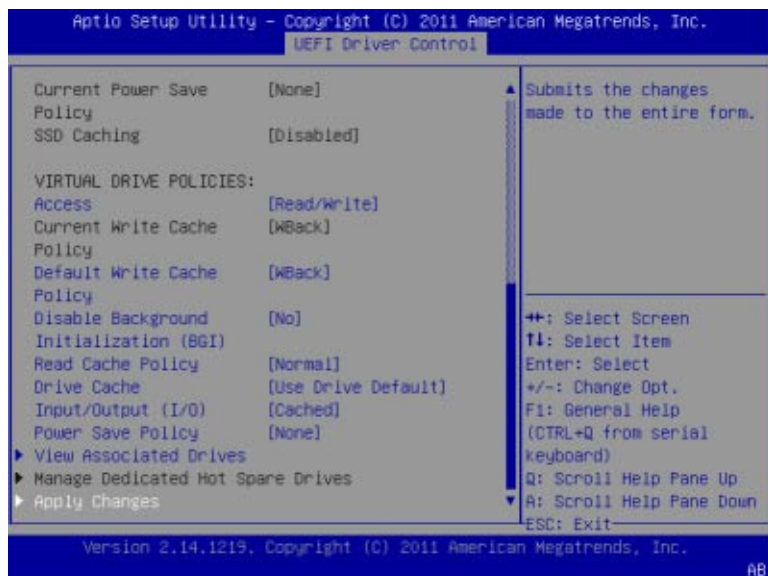 Aptio Setup Utility – Copyright (C) 2011 American Megatrends, Inc.
UEFI Driver Control
Current Power Save [None]
Policy
SSD Caching [Disabled]
VIRTUAL DRIVE POLICIES:
Access [Read/Write]
Current Write Cache [WBack]
Policy
Default Write Cache [WBack]
Policy
Disable Background [No]
Initialization (BGI)
Read Cache Policy [Normal]
Drive Cache [Use Drive Default]
Input/Output (I/O) [Cached]
Power Save Policy [None]
View Associated Drives
Manage Dedicated Hot Spare Drives
Apply Changes
Submits the changes
made to the entire form.
→←: Select Screen
↑↓: Select Item
Enter: Select
+/-: Change Opt.
F1: General Help
(CTRL+Q from serial
keyboard)
Q: Scroll Help Pane Up
A: Scroll Help Pane Down
ESC: Exit
Version 2.14.1219. Copyright (C) 2011 American Megatrends, Inc.
AB